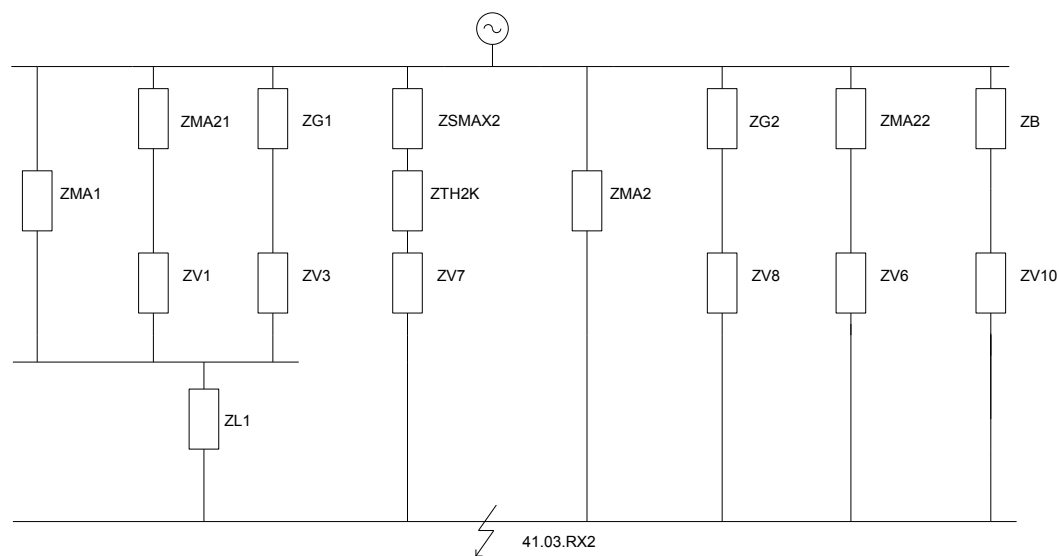 ZMA21
ZG1
ZSMAX2
ZG2
ZMA22
ZB
ZMA1
ZTH2K
ZMA2
ZV1
ZV3
ZV7
ZV8
ZV6
ZV10
ZL1
41.03.RX2